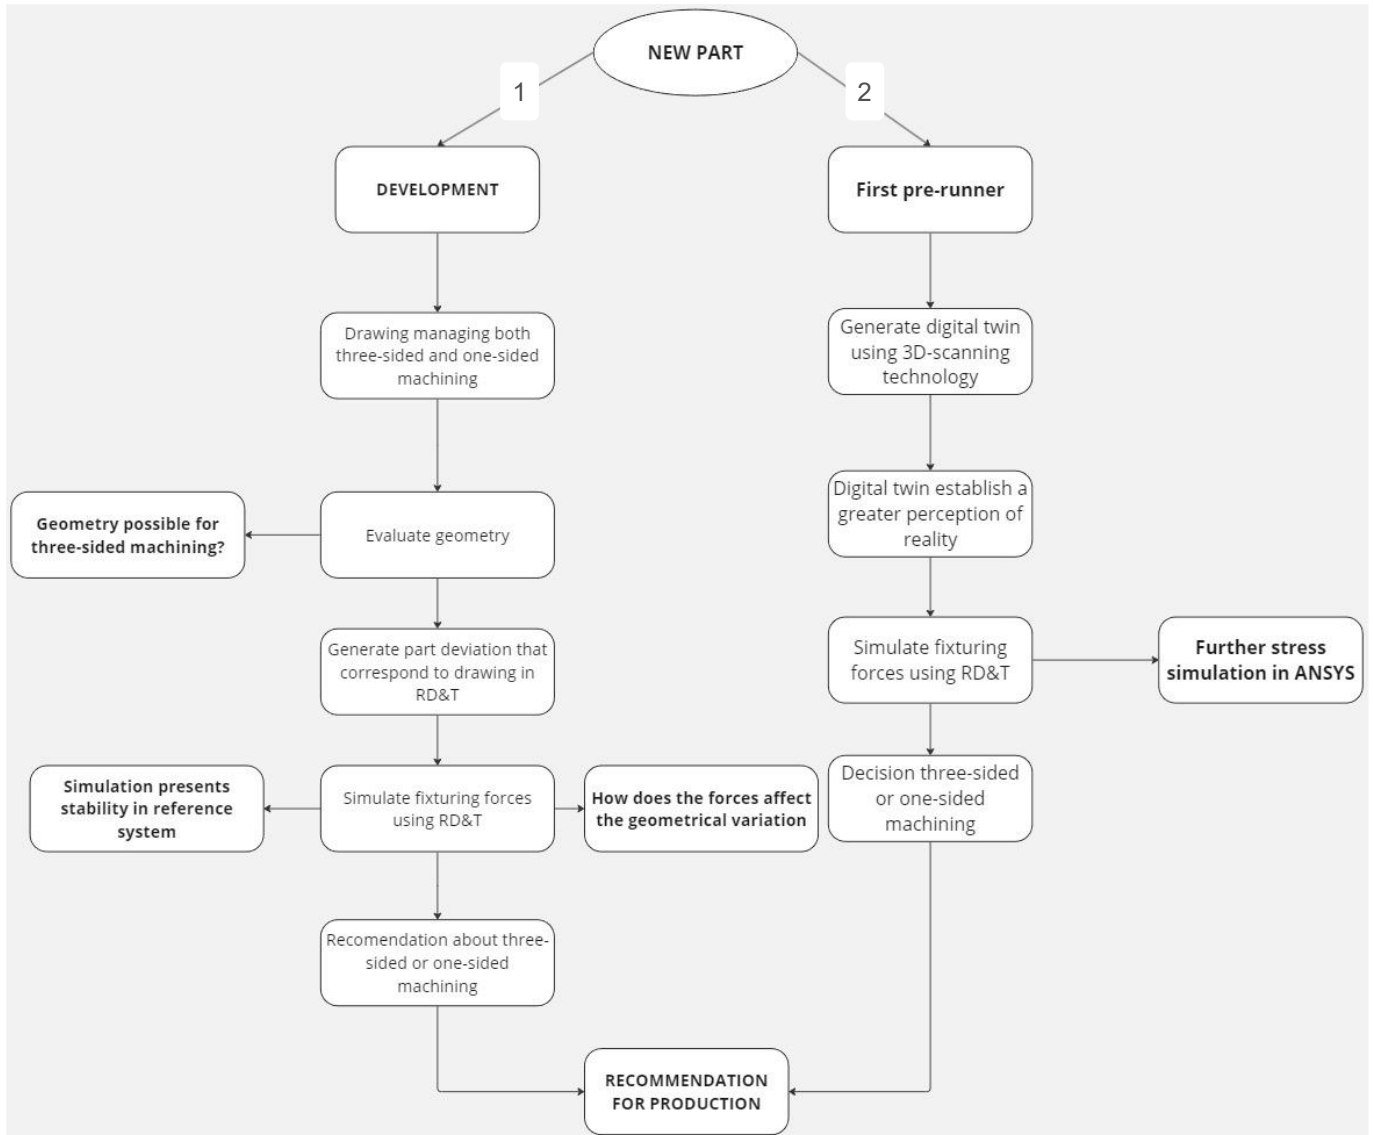 NEW PART
1
2
DEVELOPMENT
First pre-runner
Drawing managing both
three-sided and one-sided
machining
Generate digital twin
using 3D-scanning
technology
Geometry possible for
three-sided machining?
Evaluate geometry
Digital twin establish a
greater perception of
reality
Generate part deviation that
correspond to drawing in
RD&T
Simulate fixturing
forces using RD&T
Further stress
simulation in ANSYS
Simulation presents
stability in reference
system
Simulate fixturing forces
using RD&T
How does the forces affect
the geometrical variation
Decision three-sided
or one-sided
machining
Recomendation about three-
sided or one-sided
machining
RECOMMENDATION
FOR PRODUCTION